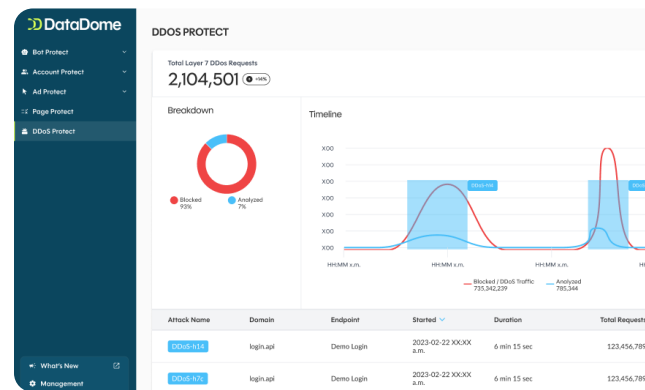 DataDome
Bot Protect
Account Protect
Ad Protect
Page Protect
DDoS Protect
What's New
Management
DDOS PROTECT
Total Layer 7 DDos Requests
2,104,501
Breakdown
Blocked
93%
Analyzed
7%
Timeline
X00
X00
X00
X00
X00
X00
X00
HH:MM x.m.
HH:MM x.m.
HH:MM x.m.
Blocked / DDoS Traffic
735,342,239
Analyzed
785,344
Attack Name Domain Endpoint Started Duration Total Requests
DDoS-h14 login.api Demo Login 2023-02-22 XX:XX a.m. 6 min 15 sec 123,456,789
DDoS-h7c login.api Demo Login 2023-02-22 XX:XX a.m. 6 min 15 sec 123,456,789